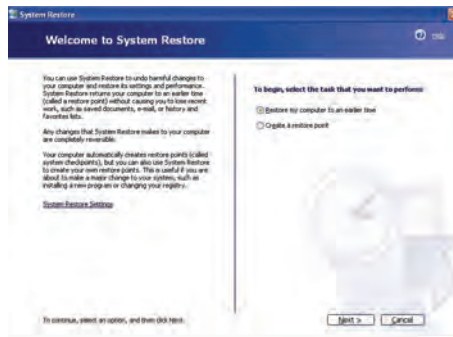 System Restore
Welcome to System Restore
Help
You can use System Restore to undo harmful changes to
your computer and restore its settings and performance.
System Restore returns your computer to an earlier time
(called a restore point) without causing you to lose recent
work, such as saved documents, e-mail, or history and
favorites lists.
Any changes that System Restore makes to your computer
are completely reversible.
Your computer automatically creates restore points (called
system checkpoints), but you can also use System Restore
to create your own restore points. This is useful if you are
about to make a major change to your system, such as
installing a new program or changing your registry.
System Restore Settings
To begin, select the task that you want to perform:
Restore my computer to an earlier time
Create a restore point
To continue, select an option, and then click Next.
Next >
Cancel